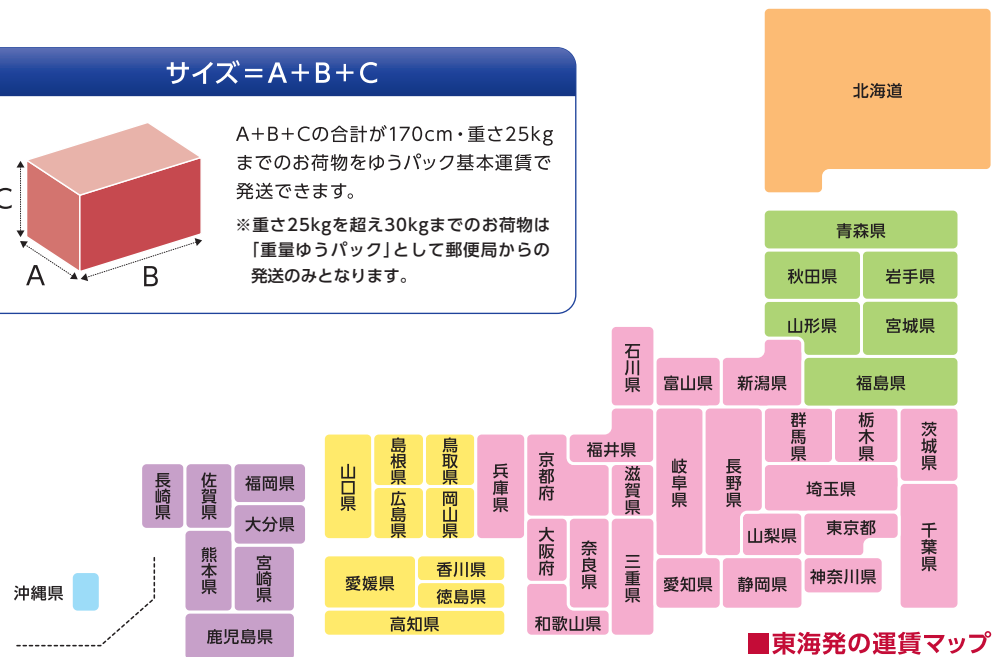 サイズ＝A＋B＋C
A＋B＋Cの合計が170cm・重さ25kg
までのお荷物をゆうパック基本運賃で
発送できます。
※重さ25kgを超え30kgまでのお荷物は
「重量ゆうパック」として郵便局からの
発送のみとなります。
C
A
B
北海道
青森県
秋田県
岩手県
山形県
宮城県
福島県
石川県
富山県
新潟県
群馬県
栃木県
茨城県
福井県
岐阜県
長野県
埼玉県
山梨県
東京都
千葉県
神奈川県
静岡県
愛知県
三重県
滋賀県
京都府
兵庫県
大阪府
奈良県
和歌山県
鳥取県
島根県
岡山県
広島県
山口県
香川県
愛媛県
徳島県
高知県
福岡県
佐賀県
長崎県
大分県
熊本県
宮崎県
鹿児島県
沖縄県
■東海発の運賃マップ